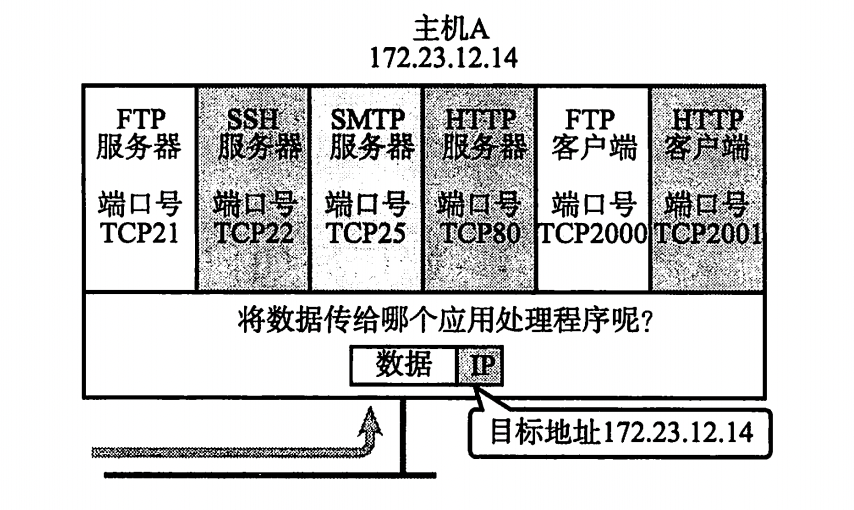 主机A
172.23.12.14
FTP
服务器
端口号
TCP21
SSH
服务器
端口号
TCP22
SMTP
服务器
端口号
TCP25
HTTP
服务器
端口号
TCP80
FTP
客户端
端口号
TCP2000
HTTP
客户端
端口号
TCP2001
将数据传给哪个应用处理程序呢?
数据 IP
目标地址172.23.12.14